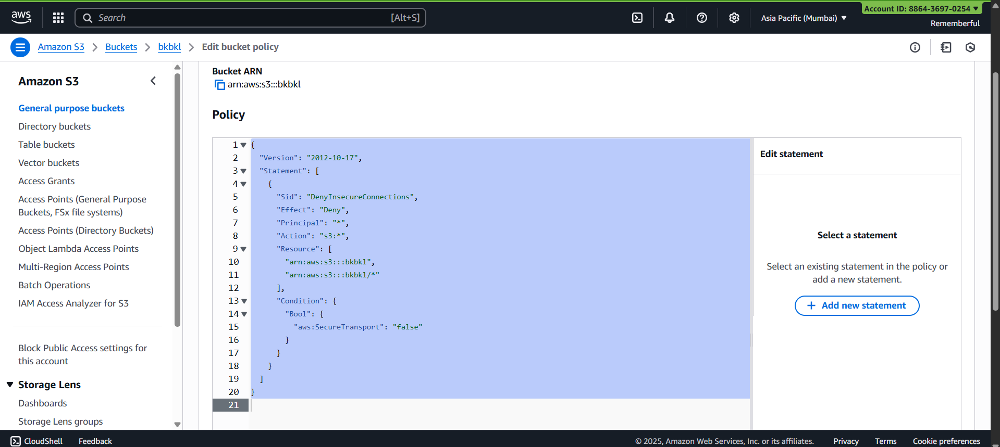 aws
Search
[Alt+S]
Asia Pacific (Mumbai)
Account ID: 8864-3697-0254
Rememberful
Amazon S3
Buckets
bkbkl
Edit bucket policy
Amazon S3
General purpose buckets
Directory buckets
Table buckets
Vector buckets
Access Grants
Access Points (General Purpose
Buckets, FSx file systems)
Access Points (Directory Buckets)
Object Lambda Access Points
Multi-Region Access Points
Batch Operations
IAM Access Analyzer for S3
Block Public Access settings for
this account
Storage Lens
Dashboards
Storage Lens groups
Bucket ARN
arn:aws:s3:::bkbkl
Policy
1 {
2 "Version": "2012-10-17",
3 "Statement": [
4 {
5 "Sid": "DenyInsecureConnections",
6 "Effect": "Deny",
7 "Principal": "*",
8 "Action": "s3:*",
9 "Resource": [
10 "arn:aws:s3:::bkbkl",
11 "arn:aws:s3:::bkbkl/*"
12 ],
13 "Condition": {
14 "Bool": {
15 "aws:SecureTransport": "false"
16 }
17 }
18 }
19 ]
20 }
21
Edit statement
Select a statement
Select an existing statement in the policy or
add a new statement.
+ Add new statement
CloudShell
Feedback
© 2025, Amazon Web Services, Inc. or its affiliates.
Privacy
Terms
Cookie preferences